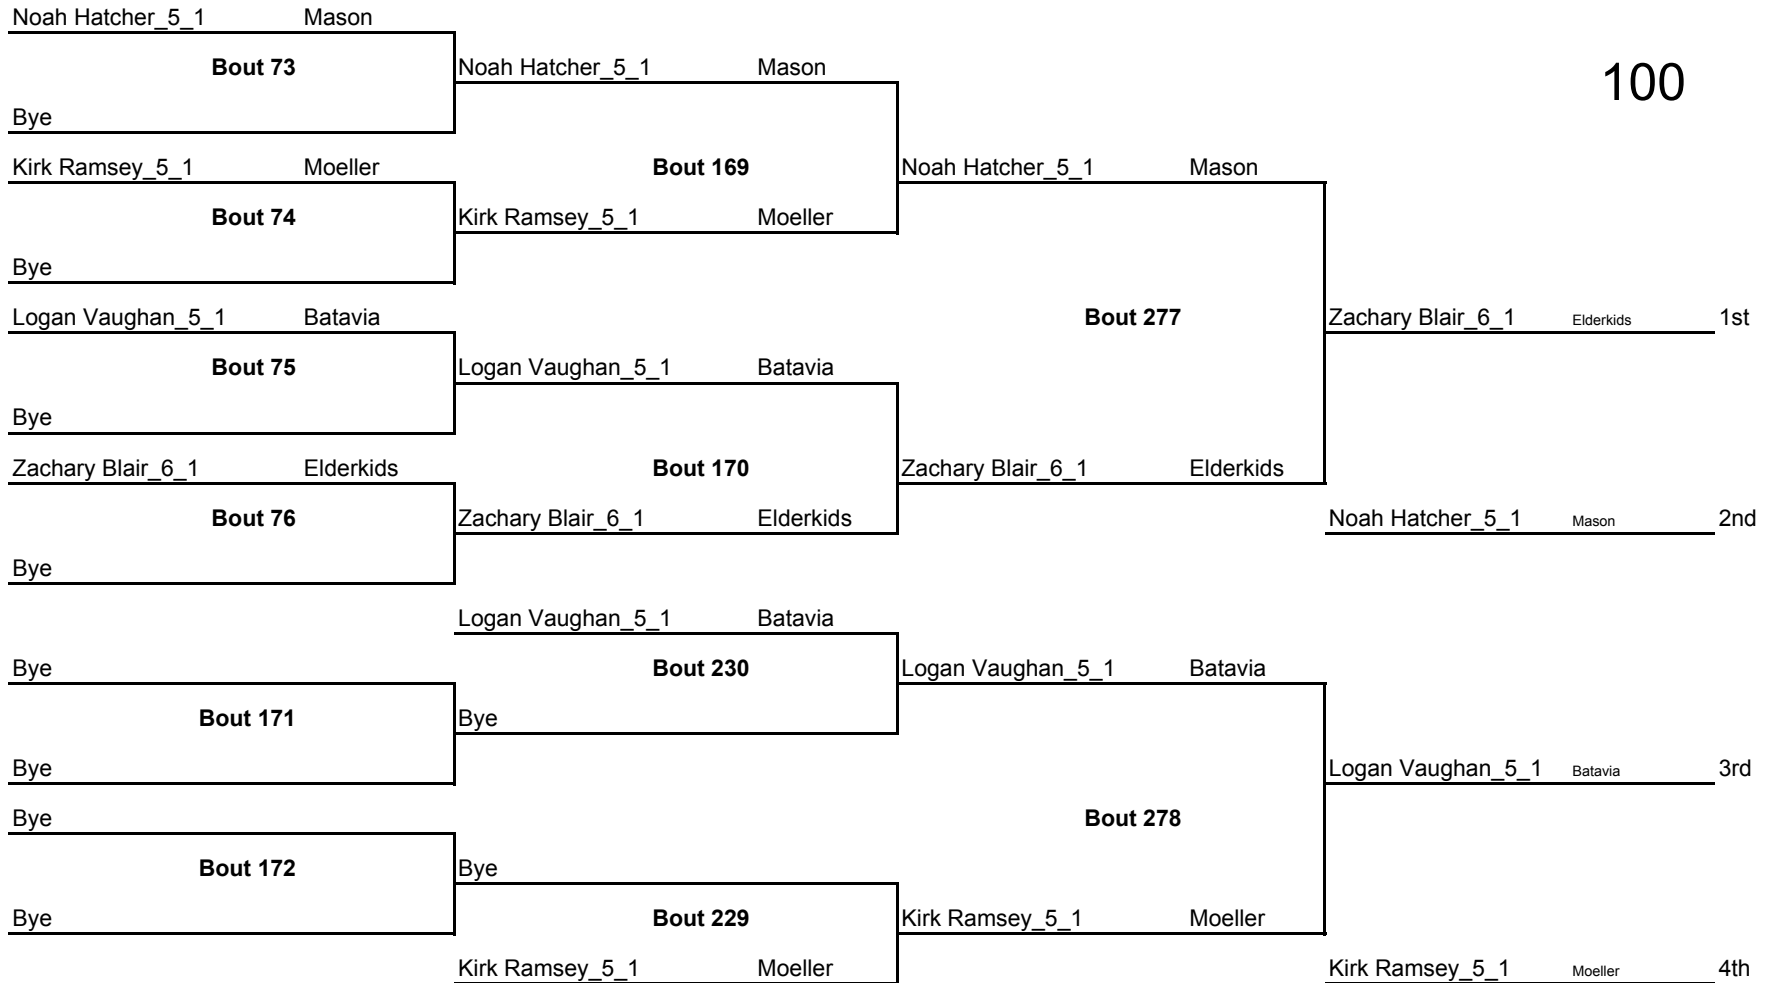 Noah Hatcher_5_1 Mason
Bout 73 Noah Hatcher_5_1 Mason
100
Bye
Kirk Ramsey_5_1 Moeller Bout 169 Noah Hatcher_5_1 Mason
Bout 74 Kirk Ramsey_5_1 Moeller
Bye
Logan Vaughan_5_1 Batavia Bout 277 Zachary Blair_6_1 Elderkids 1st
Bout 75 Logan Vaughan_5_1 Batavia
Bye
Zachary Blair_6_1 Elderkids Bout 170 Zachary Blair_6_1 Elderkids
Bout 76 Zachary Blair_6_1 Elderkids Noah Hatcher_5_1 Mason 2nd
Bye
Logan Vaughan_5_1 Batavia
Bye Bout 230 Logan Vaughan_5_1 Batavia
Bout 171 Bye
Bye Logan Vaughan_5_1 Batavia 3rd
Bye Bout 278
Bout 172 Bye
Bye Bout 229 Kirk Ramsey_5_1 Moeller
Kirk Ramsey_5_1 Moeller Kirk Ramsey_5_1 Moeller 4th